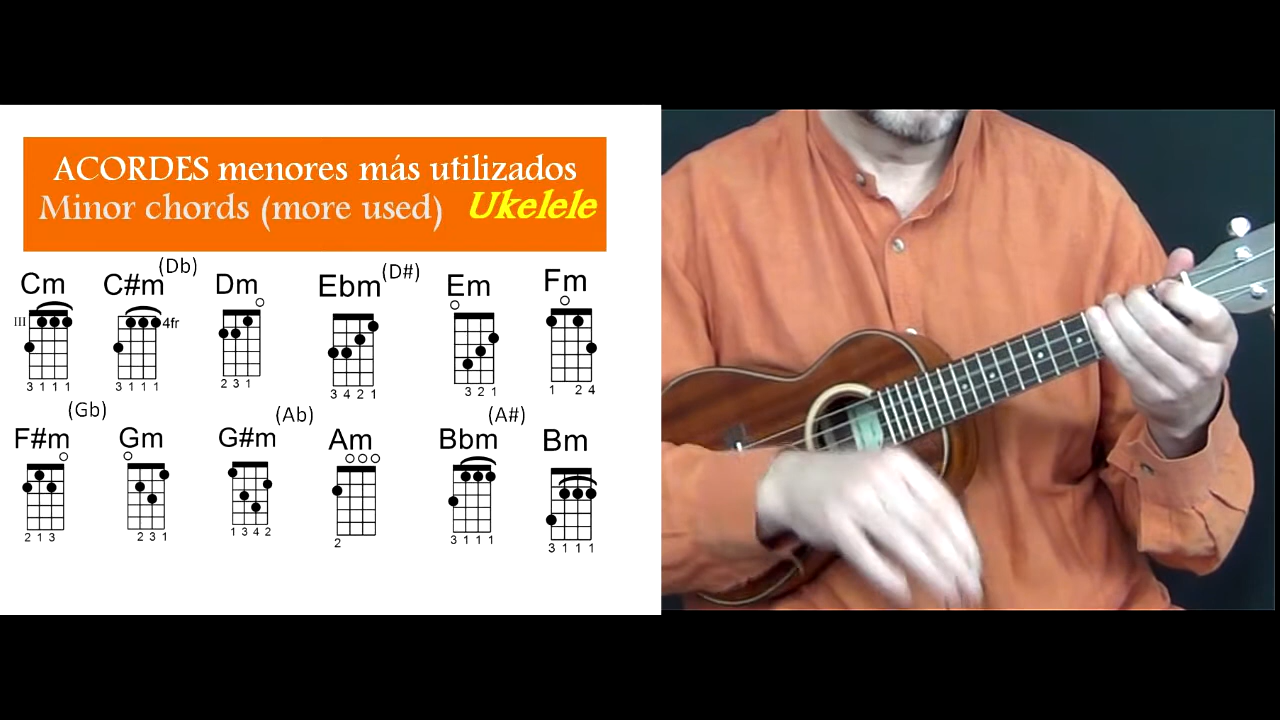 ACORDES menores más utilizados
Minor chords (more used) Ukelele
Cm C#m (Db) Dm Ebm (D#) Em Fm
III 4fr
3 1 1 1 3 1 1 1 2 3 1 3 4 2 1 3 2 1 1 2 4
F#m (Gb) Gm G#m (Ab) Am Bbm (A#) Bm
2 1 3 2 3 1 1 3 4 2 2 3 1 1 1 3 1 1 1